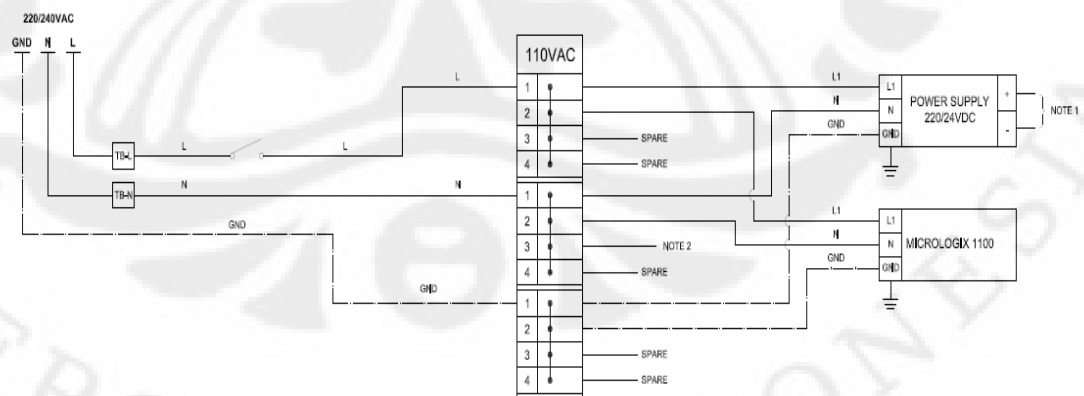 220/240VAC
GND N L
110VAC
L
1
2
3
4
SPARE
SPARE
L1
N
GND
L1
N
GND
POWER SUPPLY
220/24VDC
+
-
NOTE 1
TB-L
L
L
TB-N
N
N
1
2
3
4
NOTE 2
SPARE
L1
N
GND
L1
N
GND
MICROLOGIX 1100
GND
GND
1
2
3
4
SPARE
SPARE